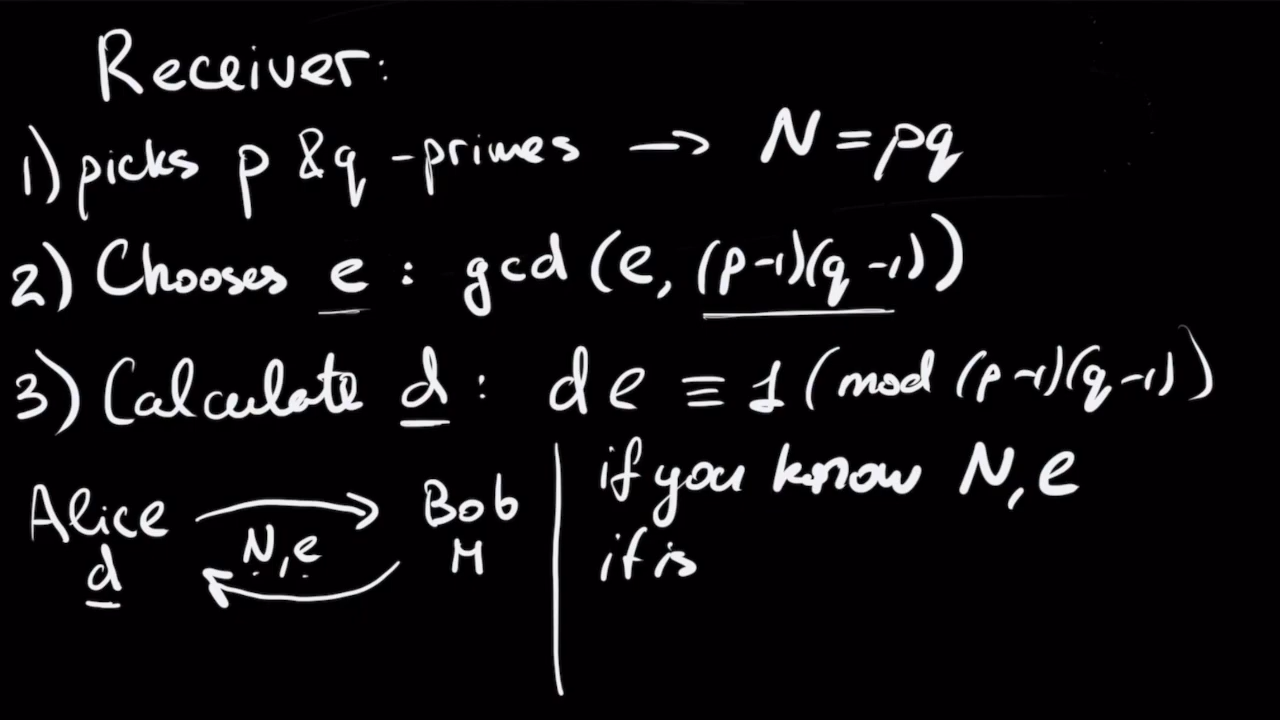 Receiver:
1) picks p & q - primes → N = pq
2) Chooses e : gcd (e, (p-1)(q-1))
3) Calculate d : de ≡ 1 (mod (p-1)(q-1))
Alice → Bob
N, e
d M
if you know N, e
if is